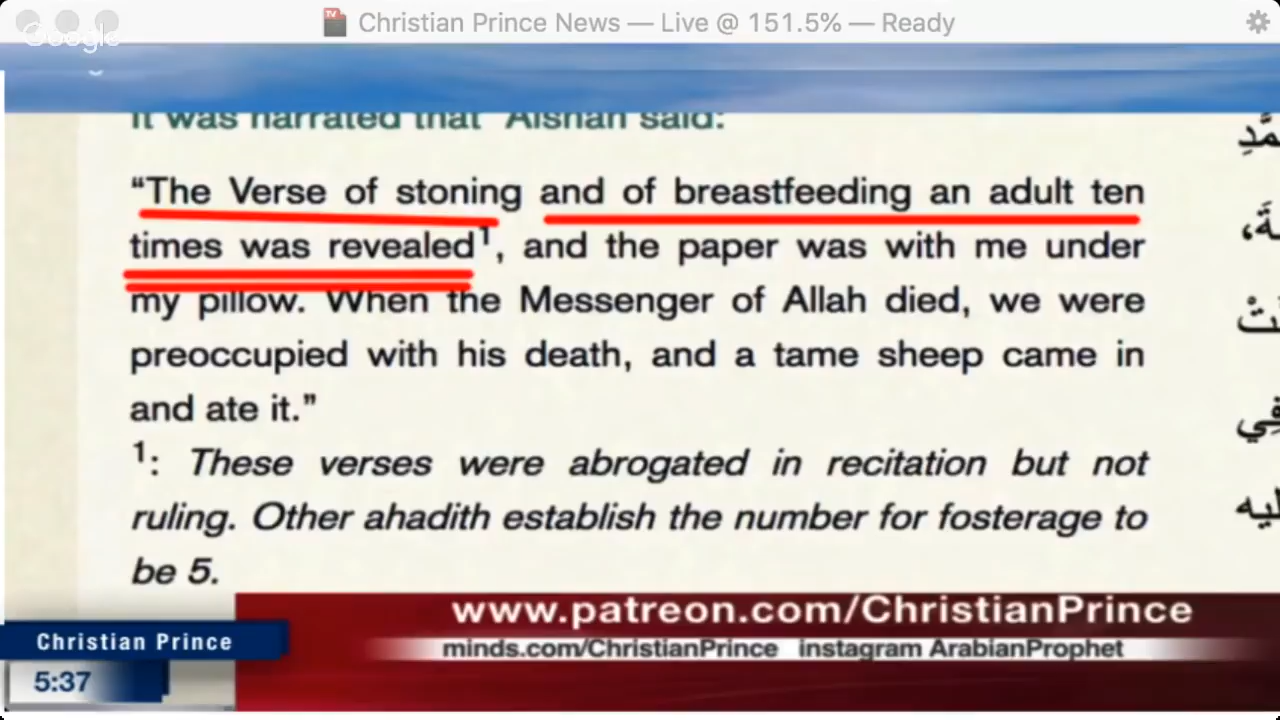 Christian Prince News — Live @ 151.5% — Ready
Google
It was narrated that 'Aishah said:
“The Verse of stoning and of breastfeeding an adult ten
times was revealed¹, and the paper was with me under
my pillow. When the Messenger of Allah died, we were
preoccupied with his death, and a tame sheep came in
and ate it.”
¹: These verses were abrogated in recitation but not
ruling. Other ahadith establish the number for fosterage to
be 5.
www.patreon.com/ChristianPrince
Christian Prince
minds.com/ChristianPrince instagram ArabianProphet
5:37